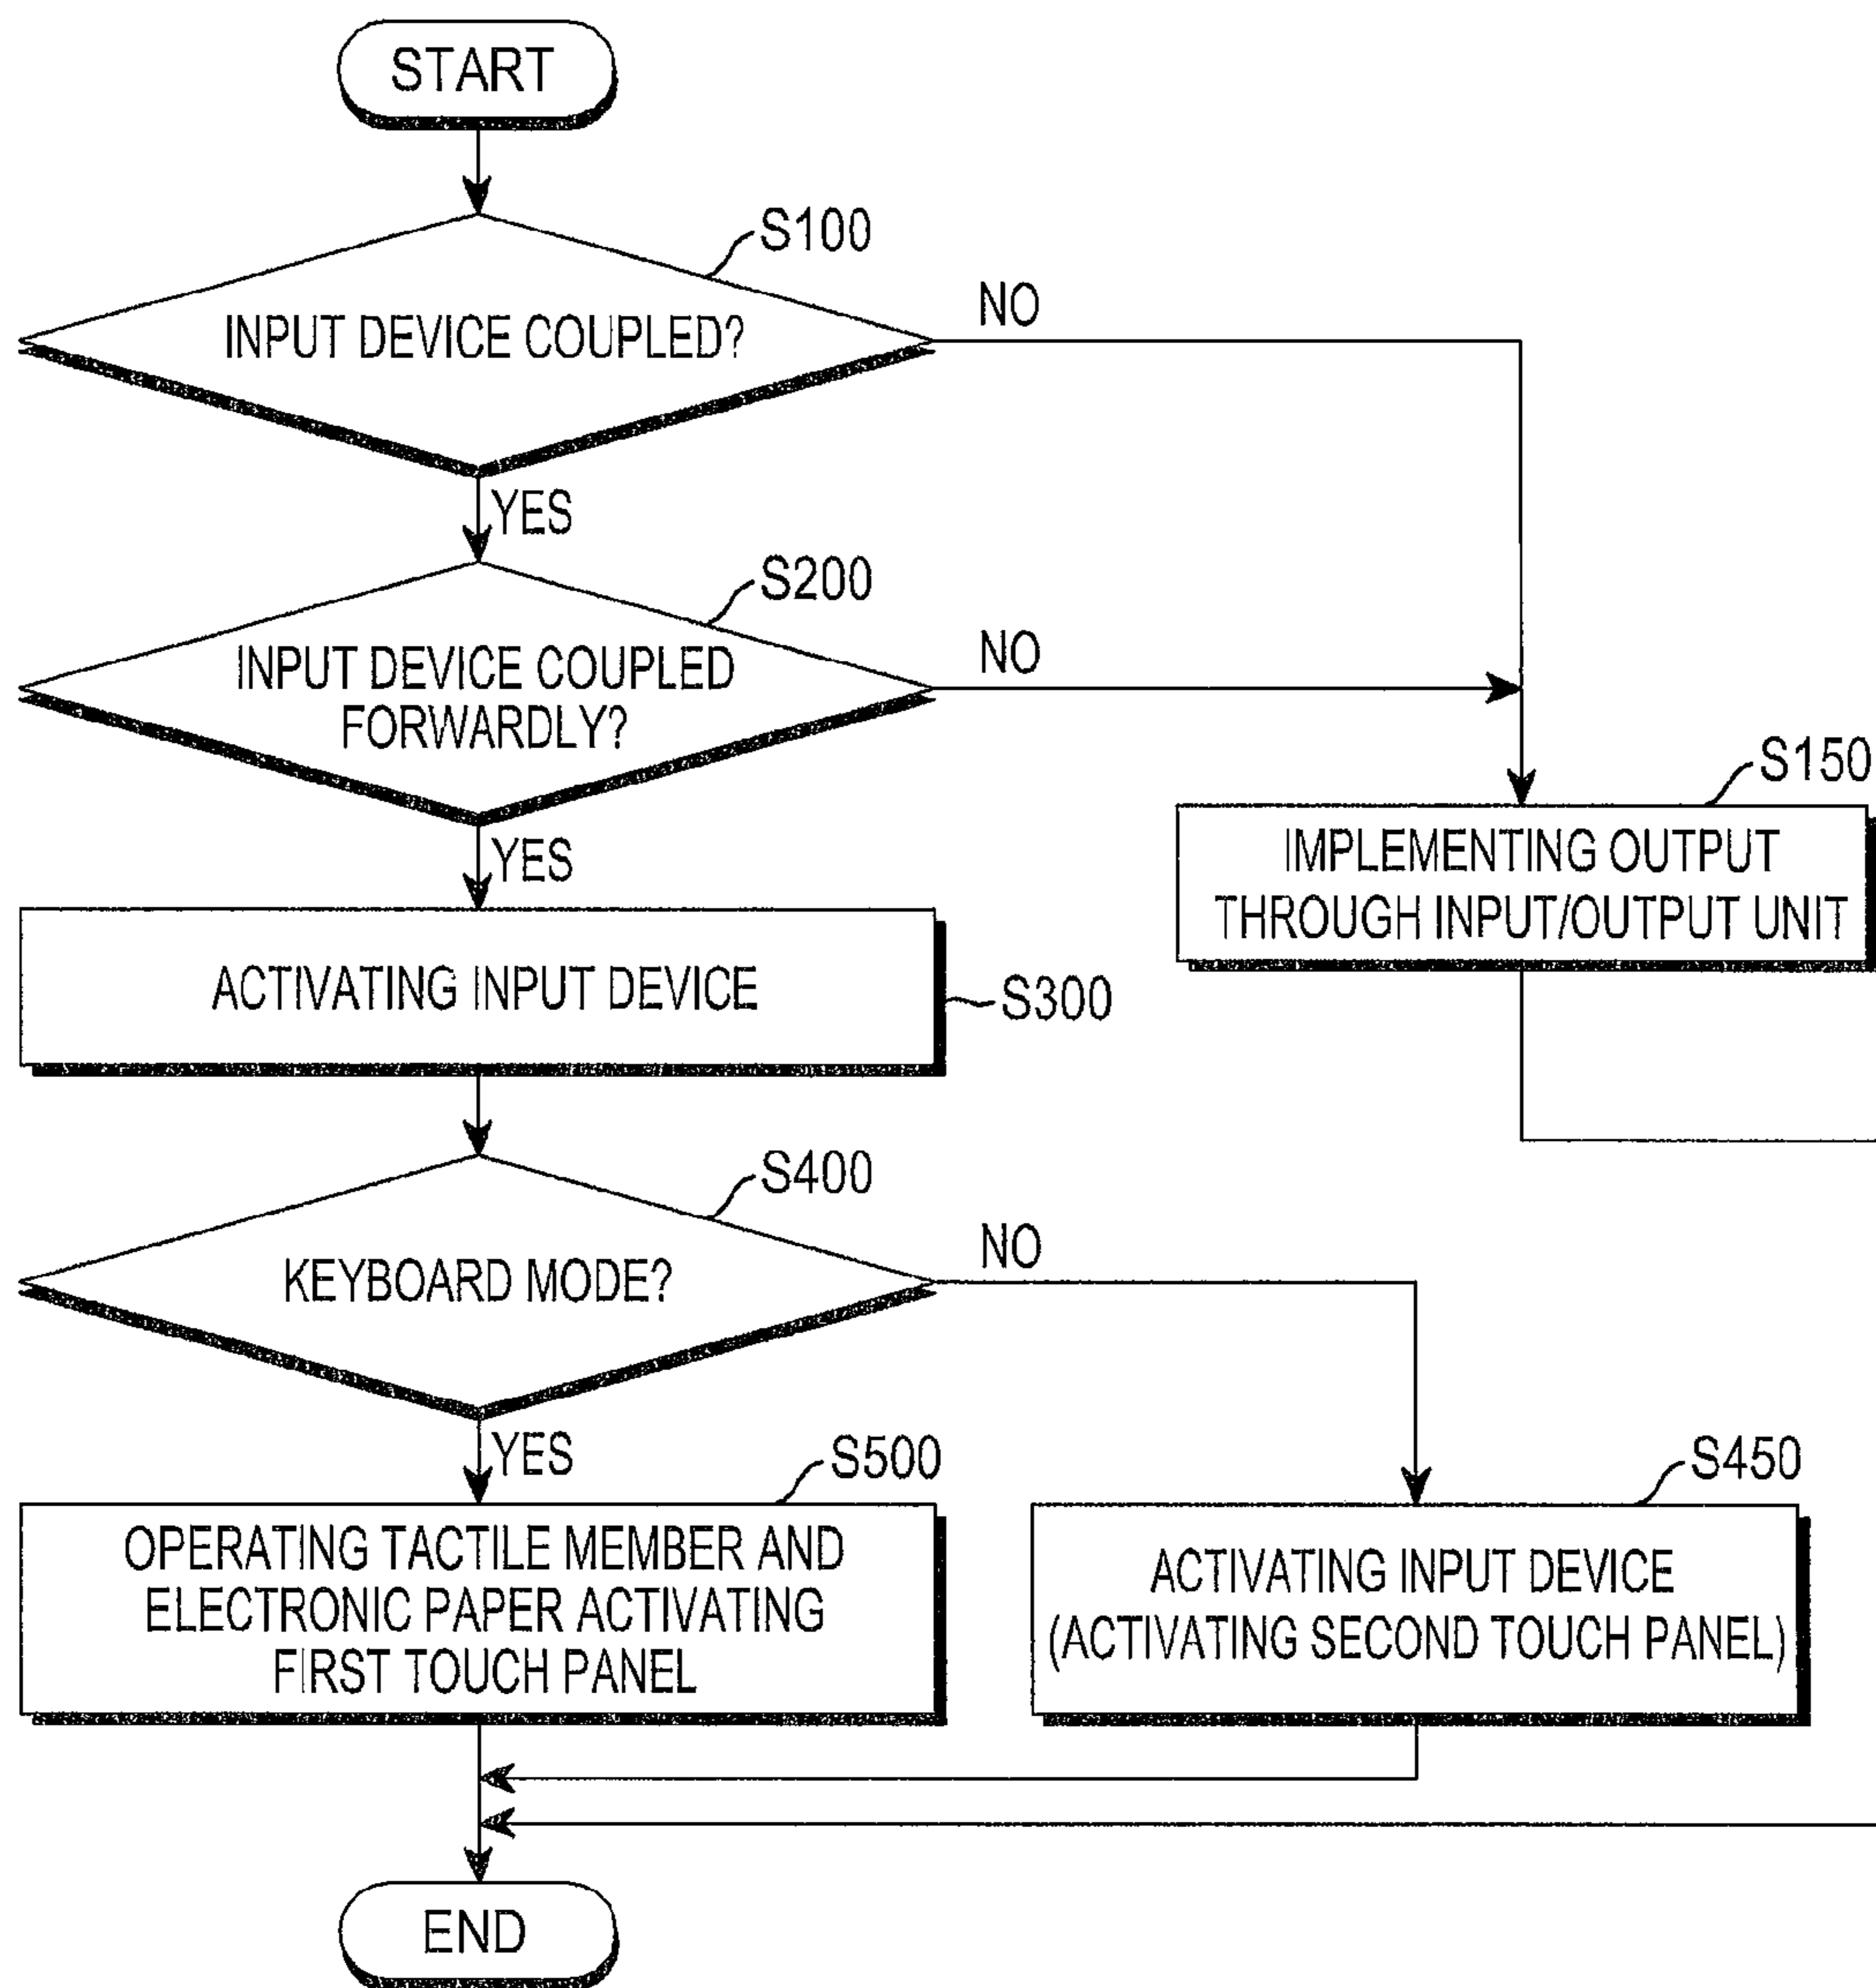 START
S100
INPUT DEVICE COUPLED?
NO
YES
S200
INPUT DEVICE COUPLED
FORWARDLY?
NO
YES
S150
IMPLEMENTING OUTPUT
THROUGH INPUT/OUTPUT UNIT
ACTIVATING INPUT DEVICE
S300
S400
KEYBOARD MODE?
NO
YES
S500
OPERATING TACTILE MEMBER AND
ELECTRONIC PAPER ACTIVATING
FIRST TOUCH PANEL
S450
ACTIVATING INPUT DEVICE
(ACTIVATING SECOND TOUCH PANEL)
END